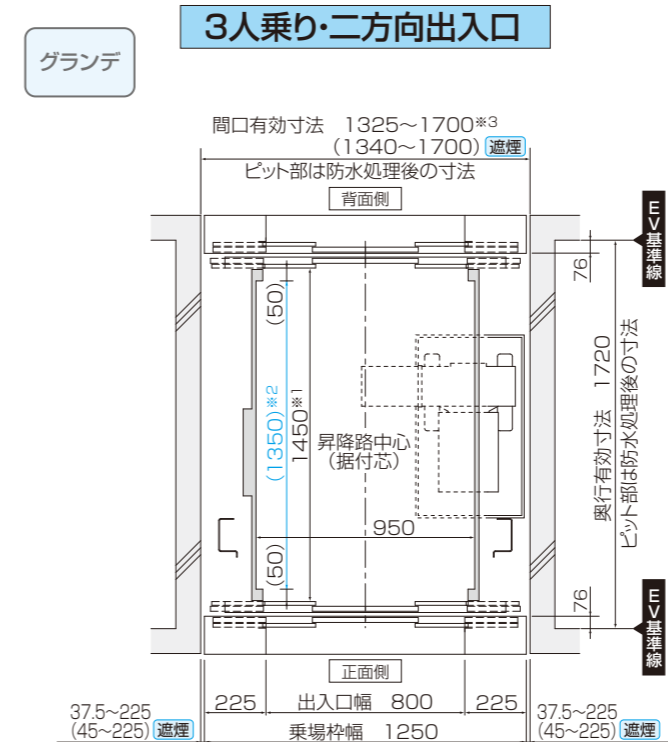 3人乗り・二方向出入口
グランデ
間口有効寸法 1325～1700※3
(1340～1700) 遮煙
ピット部は防水処理後の寸法
背面側
EV基準線
76
(50)
(1350)※2
1450※1
昇降路中心
(据付芯)
奥行有効寸法 1720
ピット部は防水処理後の寸法
950
(50)
76
EV基準線
正面側
225 出入口幅 800 225
37.5~225
(45~225) 遮煙
乗場枠幅 1250
37.5~225
(45~225) 遮煙